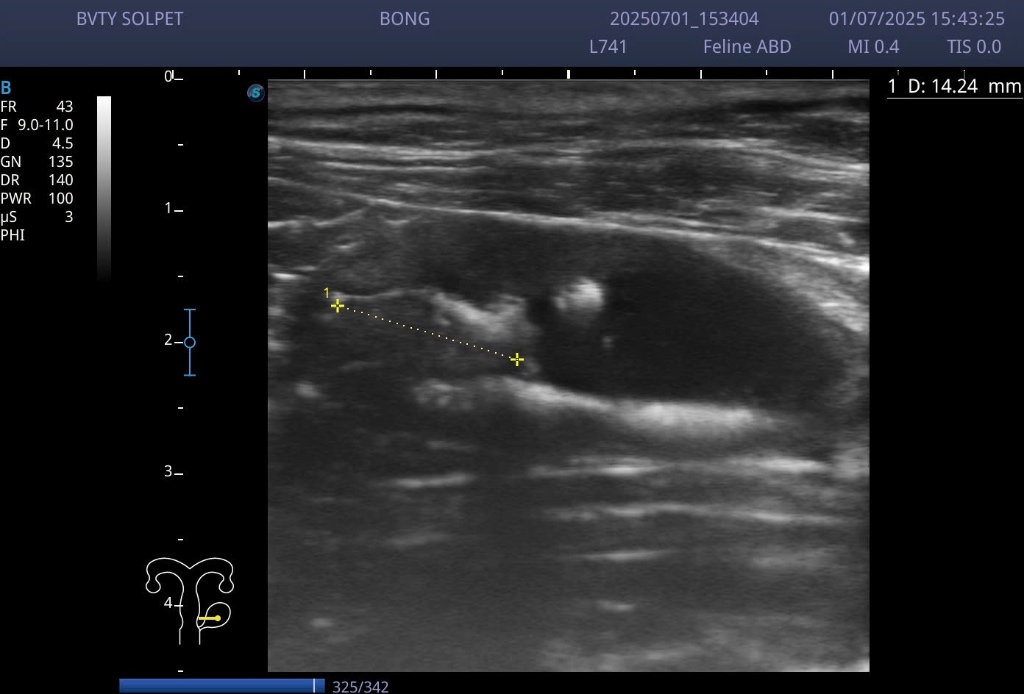 BVTY SOLPET BONG 20250701_153404 01/07/2025 15:43:25
L741 Feline ABD MI 0.4 TIS 0.0
B
FR 43
F 9.0-11.0
D 4.5
GN 135
DR 140
PWR 100
µS 3
PHI
S
1 D: 14.24 mm
0
1
2
3
4
1
325/342